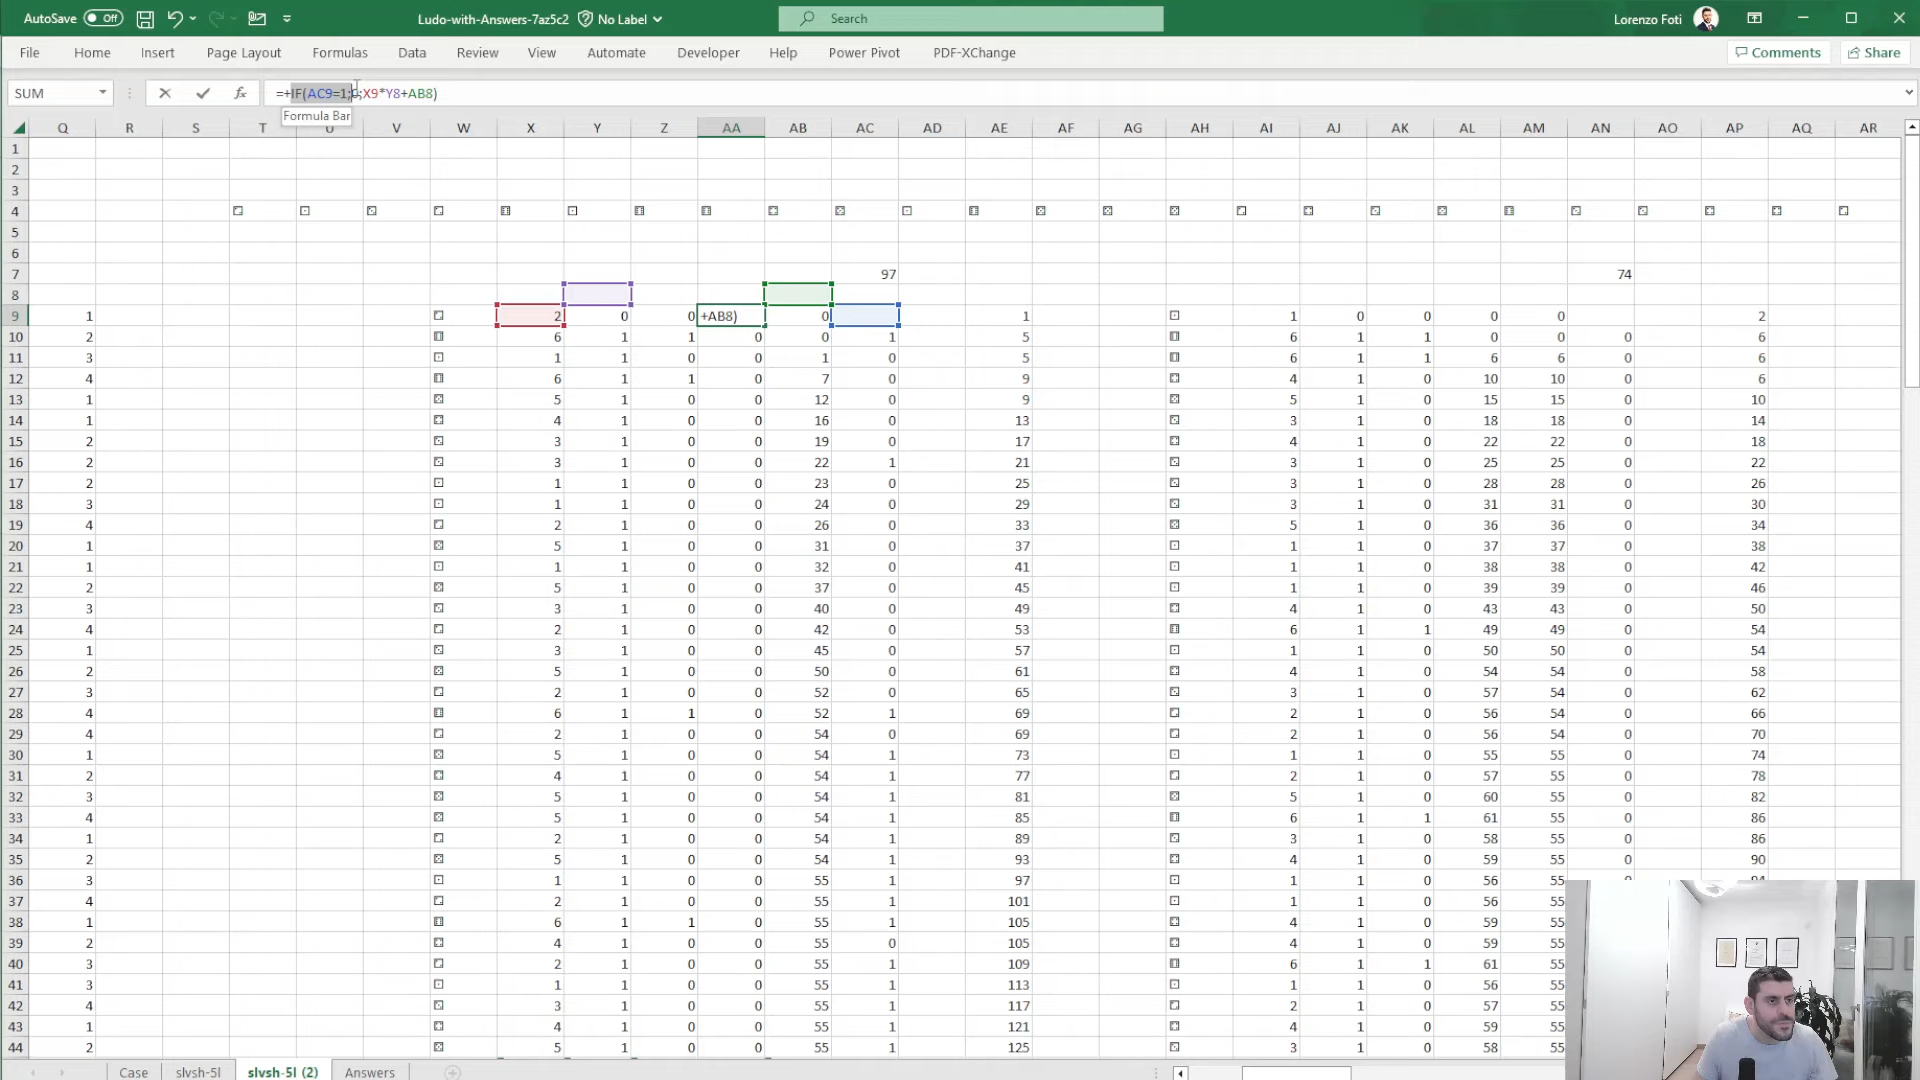 AutoSave Off Ludo-with-Answers-7az5c2 No Label Search Lorenzo Foti
File Home Insert Page Layout Formulas Data Review View Automate Developer Help Power Pivot PDF-XChange Comments Share
SUM =+IF(AC9=1;0;X9*Y8+AB8)
Formula Bar
Q R S T U V W X Y Z AA AB AC AD AE AF AG AH AI AJ AK AL AM AN AO AP AQ AR
1
2
3
4 ⚁ ⚀ ⚂ ⚁
5
6
7 97 74
8
9 1 2 0 0 +AB8) 0 1 1 0 0 0 0 2
10 2 6 1 1 0 0 1 5 6 1 1 0 0 0 6
11 3 1 1 0 0 1 0 5 6 1 1 6 6 0 6
12 4 6 1 1 0 7 0 9 4 1 0 10 10 0 6
13 1 5 1 0 0 12 0 9 5 1 0 15 15 0 10
14 1 4 1 0 0 16 0 13 3 1 0 18 18 0 14
15 2 3 1 0 0 19 0 17 4 1 0 22 22 0 18
16 2 3 1 0 0 22 1 21 3 1 0 25 25 0 22
17 2 1 1 0 0 23 0 25 3 1 0 28 28 0 26
18 3 1 1 0 0 24 0 29 3 1 0 31 31 0 30
19 4 2 1 0 0 26 0 33 5 1 0 36 36 0 34
20 1 5 1 0 0 31 0 37 1 1 0 37 37 0 38
21 1 1 1 0 0 32 0 41 1 1 0 38 38 0 42
22 2 5 1 0 0 37 0 45 1 1 0 39 39 0 46
23 3 3 1 0 0 40 0 49 4 1 0 43 43 0 50
24 4 2 1 0 0 42 0 53 6 1 1 49 49 0 54
25 1 3 1 0 0 45 0 57 1 1 0 50 50 0 54
26 2 5 1 0 0 50 0 61 4 1 0 54 54 0 58
27 3 2 1 0 0 52 0 65 3 1 0 57 54 0 62
28 4 6 1 1 0 52 1 69 2 1 0 56 54 0 66
29 4 2 1 0 0 54 0 69 2 1 0 56 54 0 70
30 1 5 1 0 0 54 1 73 1 1 0 55 55 0 74
31 2 4 1 0 0 54 1 77 2 1 0 57 55 0 78
32 3 5 1 0 0 54 1 81 5 1 0 60 55 0 82
33 4 5 1 0 0 54 1 85 6 1 1 61 55 0 86
34 1 2 1 0 0 54 1 89 3 1 0 58 55 0 86
35 2 5 1 0 0 54 1 93 4 1 0 59 55 0 90
36 3 1 1 0 0 55 1 97 1 1 0 56 55
37 4 2 1 0 0 55 1 101 1 1 0 56 55
38 1 6 1 1 0 55 1 105 4 1 0 59 55
39 2 4 1 0 0 55 0 105 4 1 0 59 55
40 3 2 1 0 0 55 1 109 6 1 1 61 55
41 3 1 1 0 0 55 1 113 1 1 0 56 55
42 4 3 1 0 0 55 1 117 2 1 0 57 55
43 1 4 1 0 0 55 1 121 4 1 0 59 55
44 2 5 1 0 0 55 1 125 3 1 0 58 55
Case slvsh-5l slvsh-5l (2) Answers